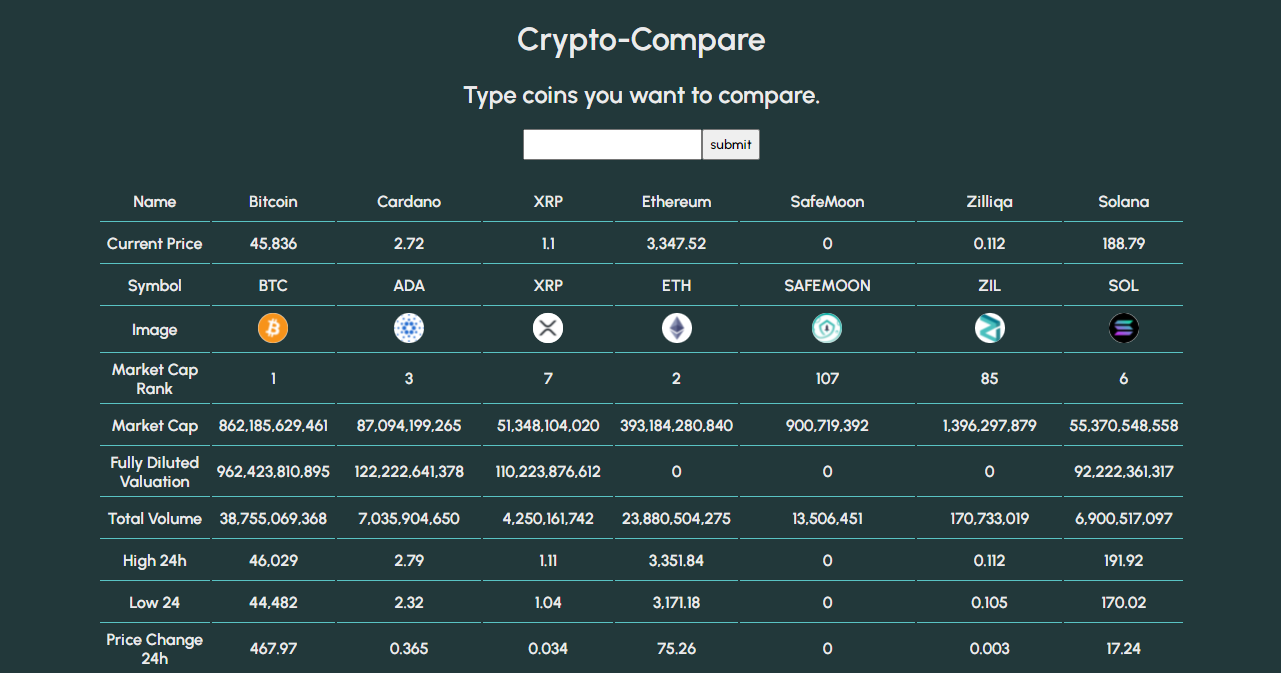 Crypto-Compare
Type coins you want to compare.
submit
Name Bitcoin Cardano XRP Ethereum SafeMoon Zilliqa Solana
Current Price 45,836 2.72 1.1 3,347.52 0 0.112 188.79
Symbol BTC ADA XRP ETH SAFEMOON ZIL SOL
Image
Market Cap
Rank 1 3 7 2 107 85 6
Market Cap 862,185,629,461 87,094,199,265 51,348,104,020 393,184,280,840 900,719,392 1,396,297,879 55,370,548,558
Fully Diluted
Valuation 962,423,810,895 122,222,641,378 110,223,876,612 0 0 0 92,222,361,317
Total Volume 38,755,069,368 7,035,904,650 4,250,161,742 23,880,504,275 13,506,451 170,733,019 6,900,517,097
High 24h 46,029 2.79 1.11 3,351.84 0 0.112 191.92
Low 24 44,482 2.32 1.04 3,171.18 0 0.105 170.02
Price Change
24h 467.97 0.365 0.034 75.26 0 0.003 17.24